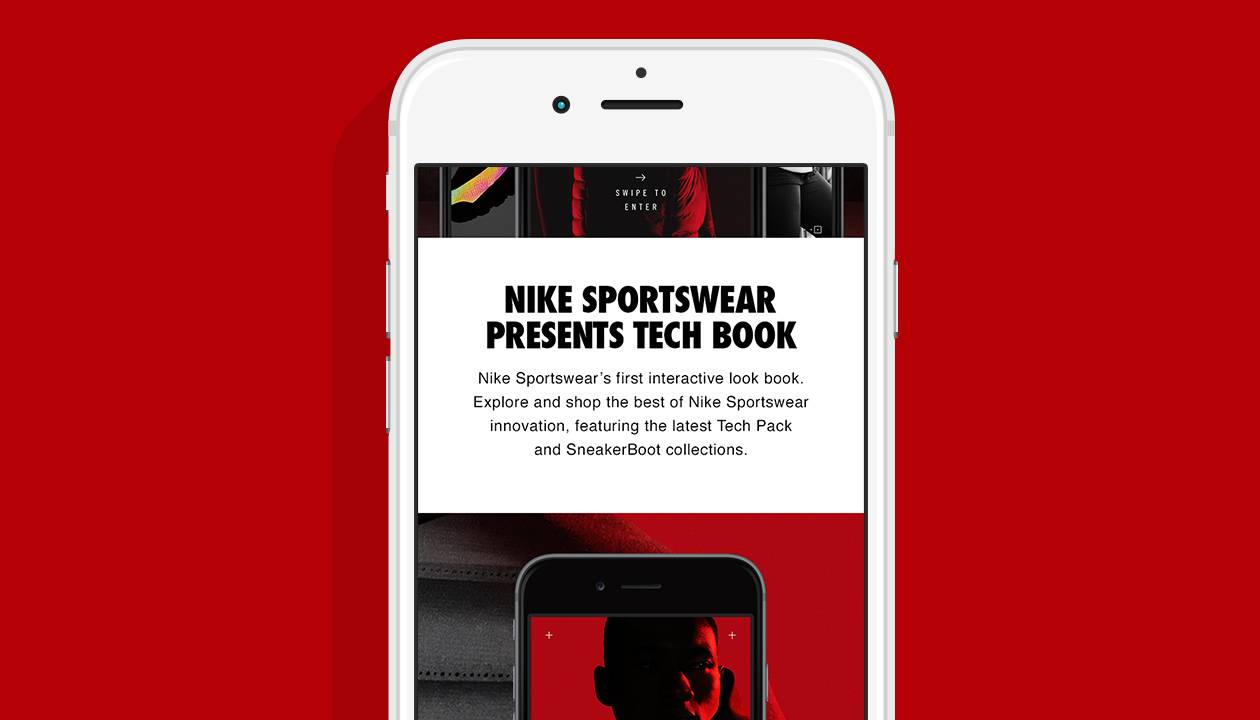 SWIPE TO
ENTER
NIKE SPORTSWEAR
PRESENTS TECH BOOK
Nike Sportswear’s first interactive look book.
Explore and shop the best of Nike Sportswear
innovation, featuring the latest Tech Pack
and SneakerBoot collections.